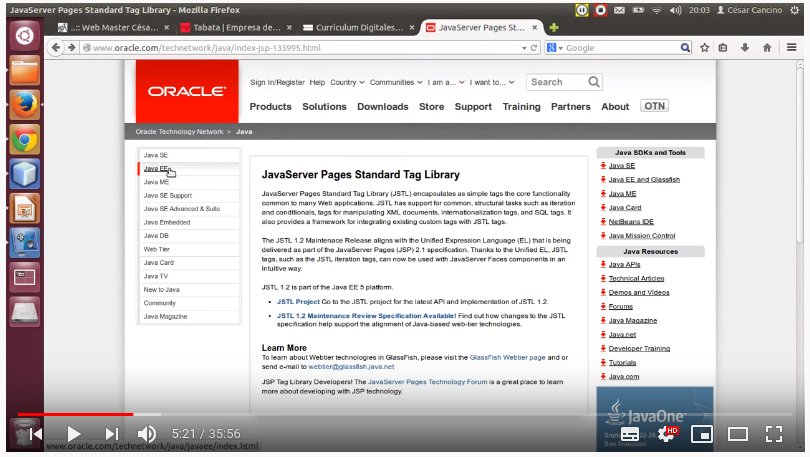 JavaServer Pages Standard Tag Library - Mozilla Firefox
20:03 César Cancino
..:: Web Master Césa...
Tabata | Empresa de...
Curriculum Digitales...
JavaServer Pages St...
www.oracle.com/technetwork/java/index-jsp-135995.html
Google
ORACLE
Sign In/Register Help Country Communities I am a... I want to...
Search
Products Solutions Downloads Store Support Training Partners About OTN
Oracle Technology Network > Java
Java SE
Java EE
Java ME
Java SE Support
Java SE Advanced & Suite
Java Embedded
Java DB
Web Tier
Java Card
Java TV
New to Java
Community
Java Magazine
JavaServer Pages Standard Tag Library
JavaServer Pages Standard Tag Library (JSTL) encapsulates as simple tags the core functionality
common to many Web applications. JSTL has support for common, structural tasks such as iteration
and conditionals, tags for manipulating XML documents, internationalization tags, and SQL tags. It
also provides a framework for integrating existing custom tags with JSTL tags.
The JSTL 1.2 Maintenace Release aligns with the Unified Expression Language (EL) that is being
delivered as part of the JavaServer Pages (JSP) 2.1 specification. Thanks to the Unified EL, JSTL
tags, such as the JSTL iteration tags, can now be used with JavaServer Faces components in an
intuitive way.
JSTL 1.2 is part of the Java EE 5 platform.
JSTL Project Go to the JSTL project for the latest API and implementation of JSTL 1.2.
JSTL 1.2 Maintenance Review Specification Available! Find out how changes to the JSTL
specification help support the alignment of Java-based web-tier technologies.
Learn More
To learn about Webtier technologies in GlassFish, please visit the GlassFish Webtier page and or
send e-mail to webtier@glassfish.java.net
JSP Tag Library Developers! The JavaServer Pages Technology Forum is a great place to learn
more about developing with JSP technology.
Java SDKs and Tools
Java SE
Java EE and Glassfish
Java ME
Java Card
NetBeans IDE
Java Mission Control
Java Resources
Java APIs
Technical Articles
Demos and Videos
Forums
Java Magazine
Java.net
Developer Training
Tutorials
Java.com
JavaOne
San Francisco
5:21 / 35:56
HD
www.oracle.com/technetwork/java/javaee/index.html